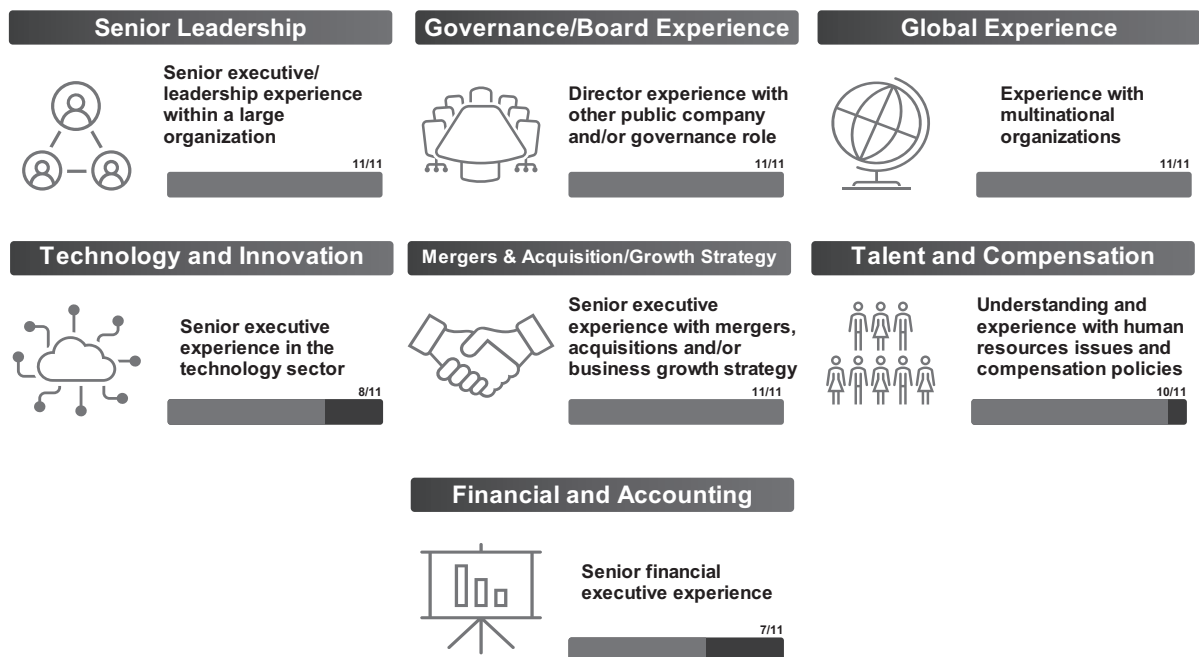 Senior Leadership
Senior executive/
leadership experience
within a large
organization
11/11
Governance/Board Experience
Director experience with
other public company
and/or governance role
11/11
Global Experience
Experience with
multinational
organizations
11/11
Technology and Innovation
Senior executive
experience in the
technology sector
8/11
Mergers & Acquisition/Growth Strategy
Senior executive
experience with mergers,
acquisitions and/or
business growth strategy
11/11
Talent and Compensation
Understanding and
experience with human
resources issues and
compensation policies
10/11
Financial and Accounting
Senior financial
executive experience
7/11